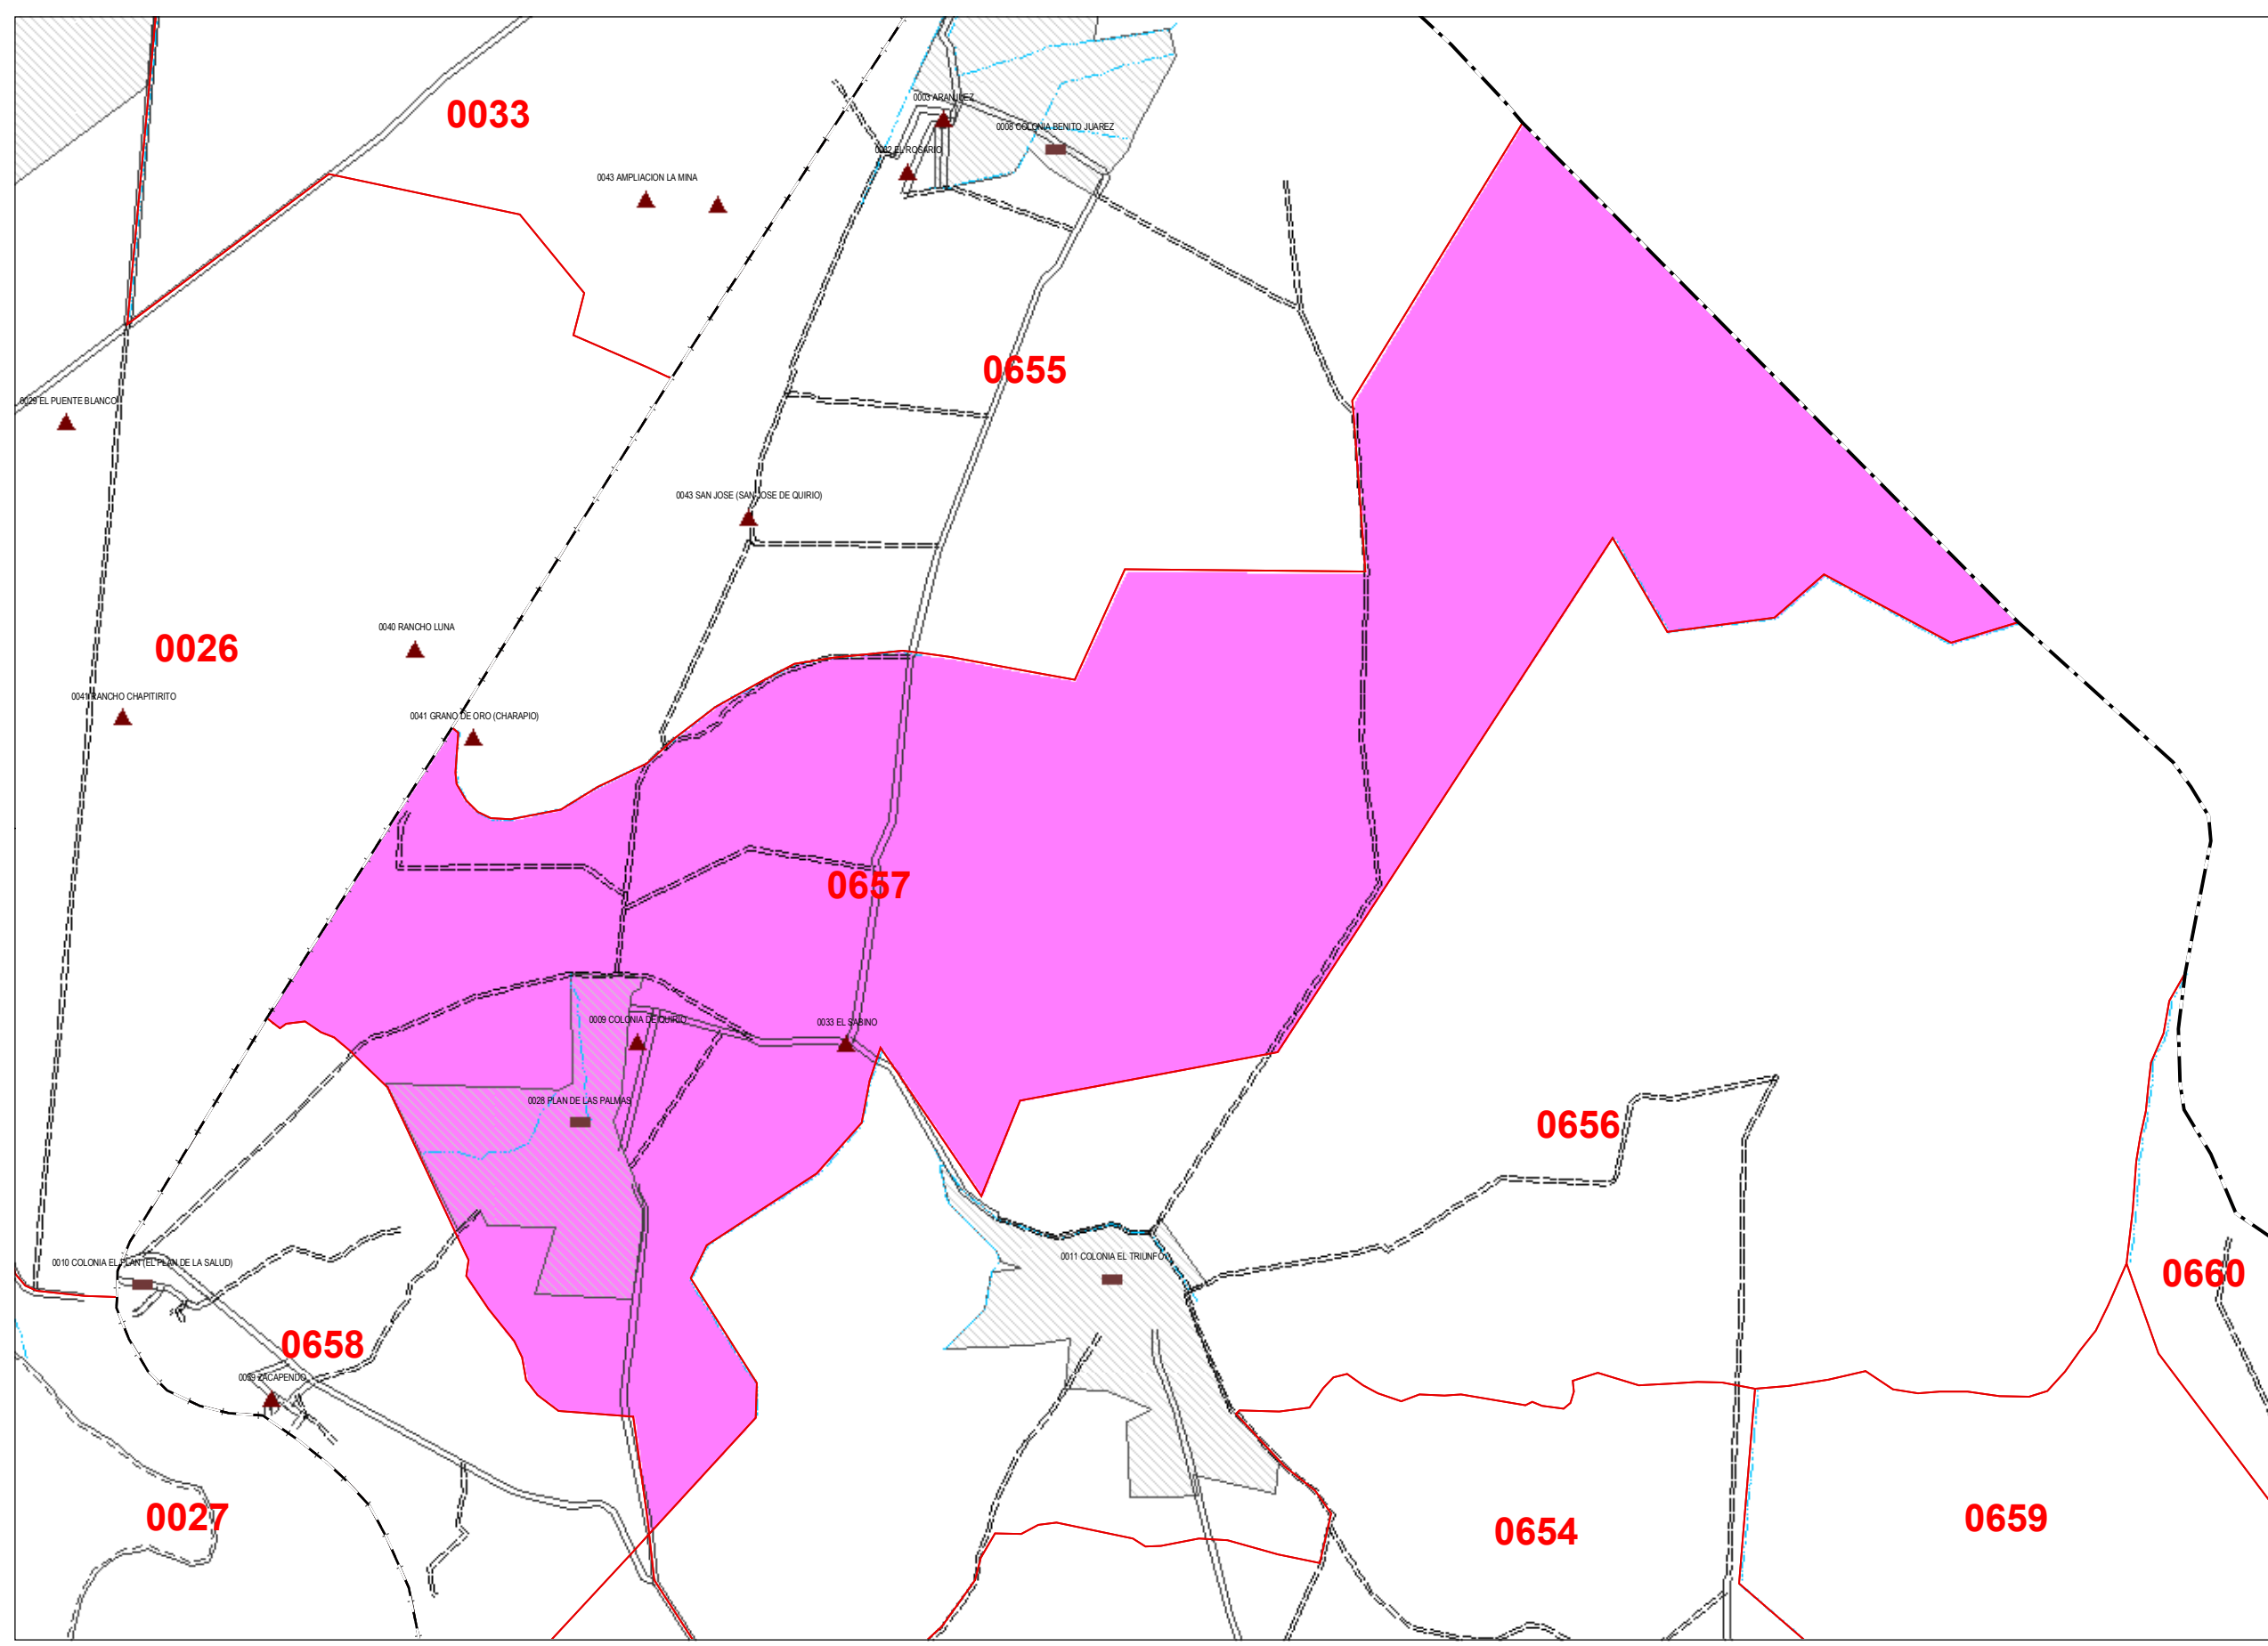 0033
0003 ARANJUEZ
0008 COLONIA BENITO JUAREZ
0032 EL ROSARIO
0043 AMPLIACION LA MINA
0655
0029 EL PUENTE BLANCO
0043 SAN JOSE (SAN JOSE DE QUIRIO)
0040 RANCHO LUNA
0026
0041 RANCHO CHAPITIRITO
0041 GRANO DE ORO (CHARAPIO)
0657
0009 COLONIA DE QUIRIO
0033 EL SABINO
0028 PLAN DE LAS PALMAS
0656
0010 COLONIA EL PLAN (EL PLAN DE LA SALUD)
0011 COLONIA EL TRIUNFO
0660
0658
0039 ZACAPENDO
0027
0654
0659